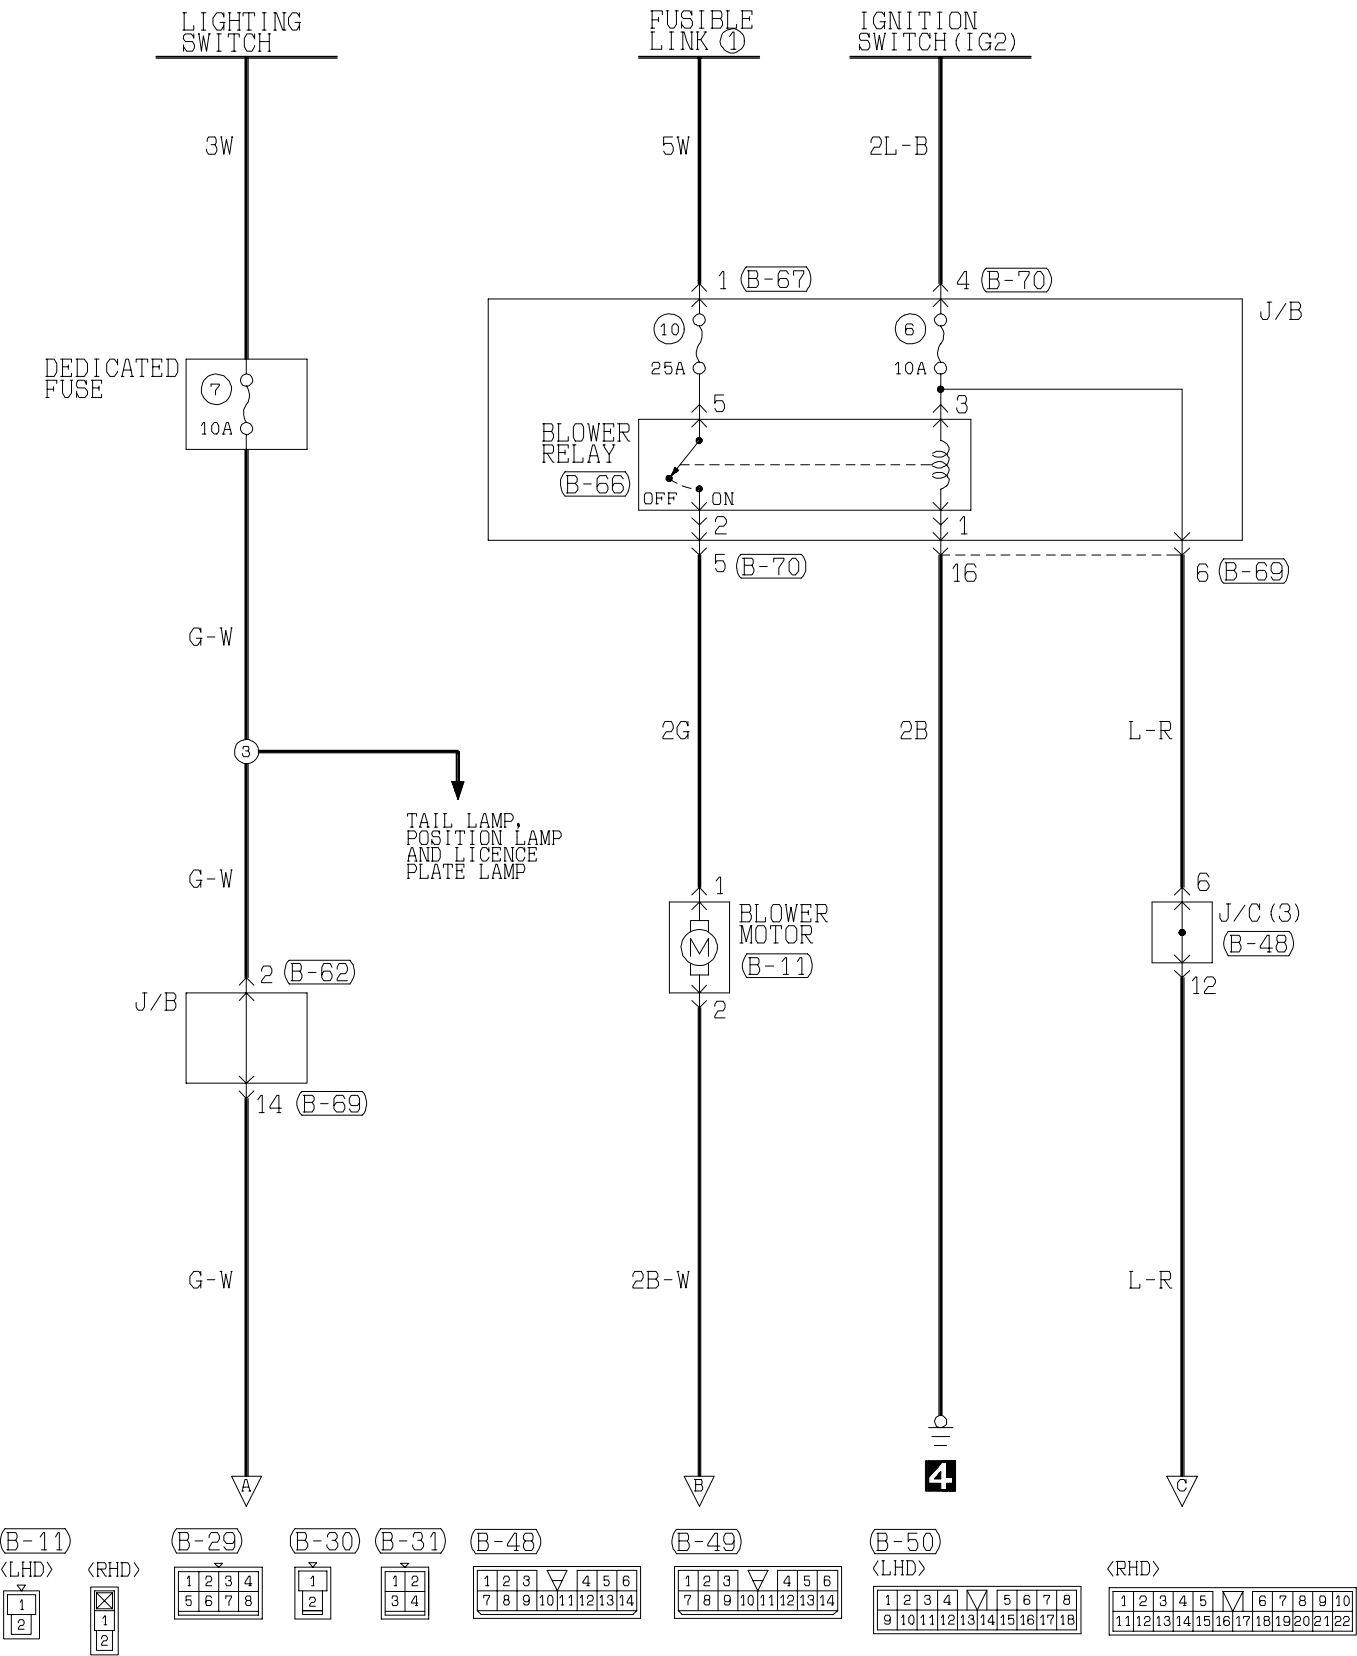 LIGHTING
SWITCH
FUSIBLE
LINK 1
IGNITION
SWITCH(IG2)
3W
5W
2L-B
1 B-67
4 B-70
J/B
10
25A
6
10A
DEDICATED
FUSE
7
10A
5
3
BLOWER
RELAY
B-66
OFF
ON
2
1
5 B-70
16
6 B-69
G-W
2G
2B
L-R
3
TAIL LAMP,
POSITION LAMP
AND LICENCE
PLATE LAMP
G-W
1
BLOWER
MOTOR
B-11
M
2
6
J/C(3)
B-48
12
2 B-62
J/B
14 B-69
G-W
2B-W
L-R
A
B
4
C
B-11
<LHD>
1
2
<RHD>
1
2
B-29
1 2 3 4
5 6 7 8
B-30
1
2
B-31
1 2
3 4
B-48
1 2 3 4 5 6
7 8 9 10 11 12 13 14
B-49
1 2 3 4 5 6
7 8 9 10 11 12 13 14
B-50
<LHD>
1 2 3 4 5 6 7 8
9 10 11 12 13 14 15 16 17 18
<RHD>
1 2 3 4 5 6 7 8 9 10
11 12 13 14 15 16 17 18 19 20 21 22